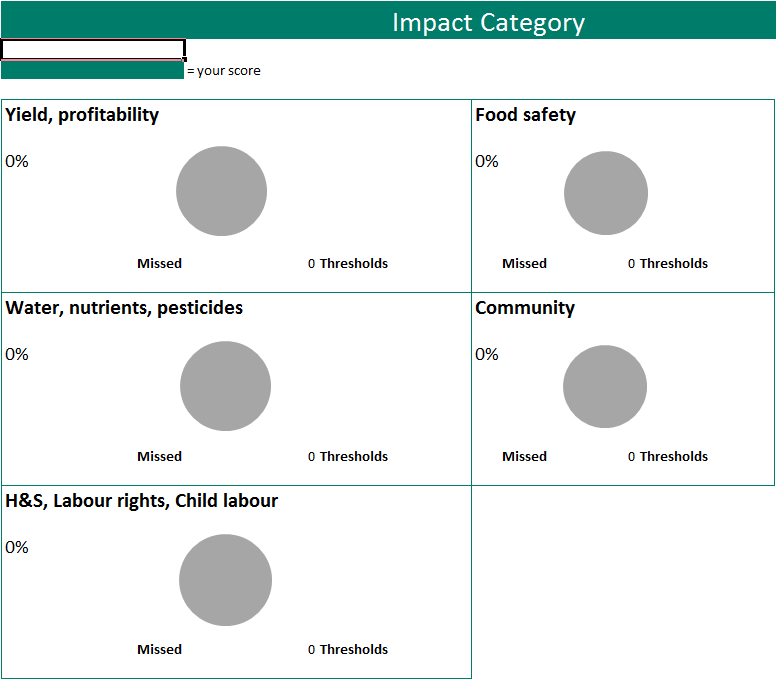 Impact Category
= your score
Yield, profitability
0%
Missed 0 Thresholds
Food safety
0%
Missed 0 Thresholds
Water, nutrients, pesticides
0%
Missed 0 Thresholds
Community
0%
Missed 0 Thresholds
H&S, Labour rights, Child labour
0%
Missed 0 Thresholds